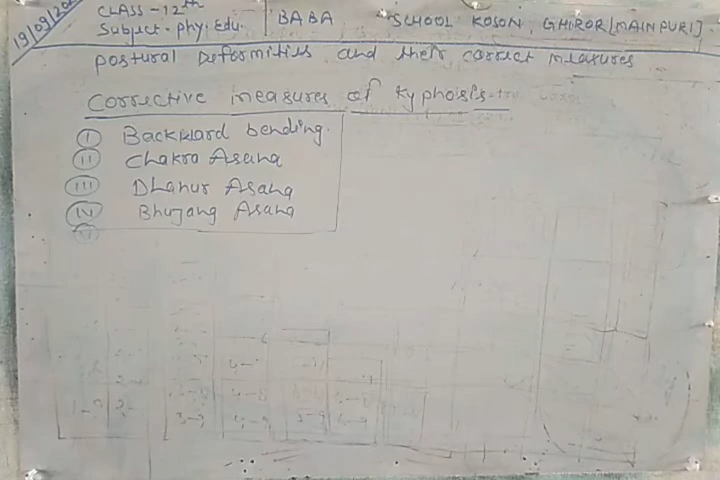 19/09/20
CLASS - 12th
Subject - Phy. Edu.
BABA SCHOOL KOSON, GHIROR [MAINPURI]
Postural Deformities and their correct measures
Corrective measures of Kyphosis
I Backward bending.
II Chakra Asana
III Dhanur Asana
IV Bhujang Asana
V